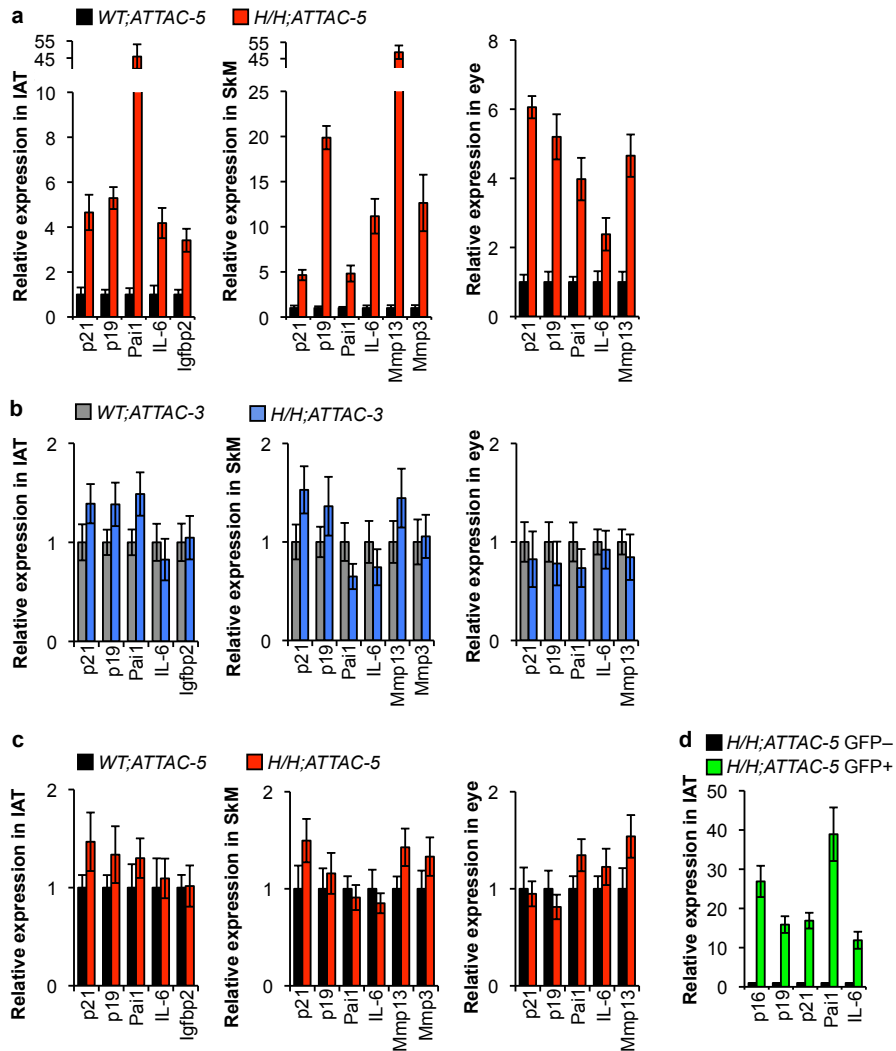 a
WT;ATTAC-5
H/H;ATTAC-5
Relative expression in IAT
55
45
10
8
6
4
2
0
p21
p19
Pai1
IL-6
Igfbp2
Relative expression in SkM
55
45
25
20
15
10
5
0
p21
p19
Pai1
IL-6
Mmp13
Mmp3
Relative expression in eye
8
6
4
2
0
p21
p19
Pai1
IL-6
Mmp13
b
WT;ATTAC-3
H/H;ATTAC-3
Relative expression in IAT
2
1
0
p21
p19
Pai1
IL-6
Igfbp2
Relative expression in SkM
2
1
0
p21
p19
Pai1
IL-6
Mmp13
Mmp3
Relative expression in eye
2
1
0
p21
p19
Pai1
IL-6
Mmp13
c
WT;ATTAC-5
H/H;ATTAC-5
Relative expression in IAT
2
1
0
p21
p19
Pai1
IL-6
Igfbp2
Relative expression in SkM
2
1
0
p21
p19
Pai1
IL-6
Mmp13
Mmp3
Relative expression in eye
2
1
0
p21
p19
Pai1
IL-6
Mmp13
d
H/H;ATTAC-5 GFP–
H/H;ATTAC-5 GFP+
Relative expression in IAT
50
40
30
20
10
0
p16
p19
p21
Pai1
IL-6